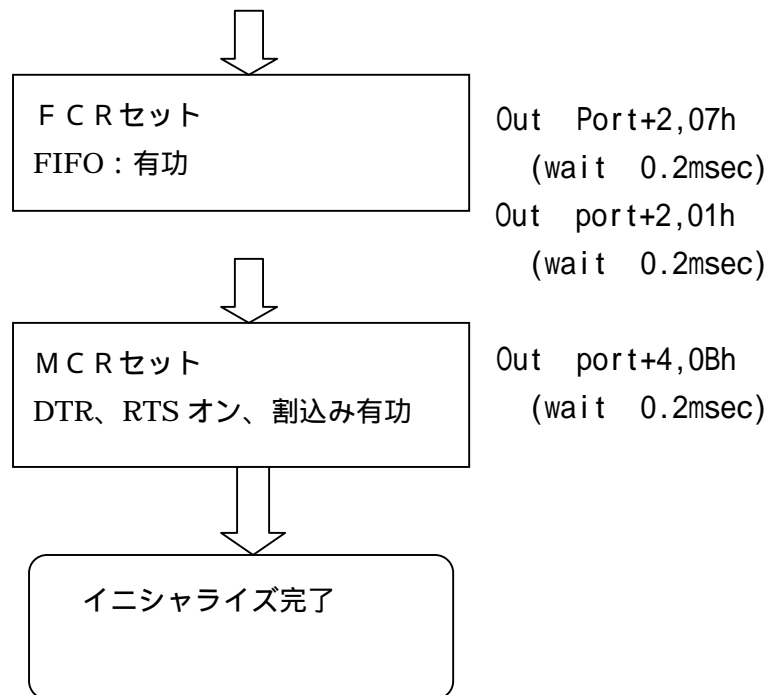 ＦＣＲセット
FIFO：有功
Out Port+2,07h
(wait 0.2msec)
Out port+2,01h
(wait 0.2msec)
ＭＣＲセット
DTR、RTS オン、割込み有功
Out port+4,0Bh
(wait 0.2msec)
イニシャライズ完了